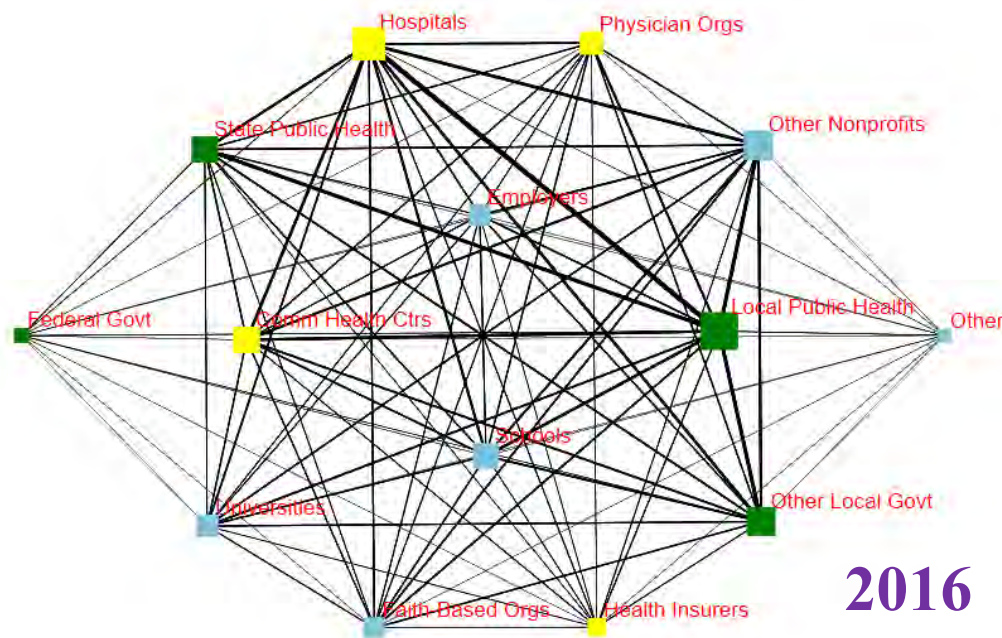 Hospitals
Physician Orgs
State Public Health
Other Nonprofits
Employers
Federal Govt
Comm Health Ctrs
Local Public Health
Other
Schools
Universities
Other Local Govt
Faith-Based Orgs
Health Insurers
2016